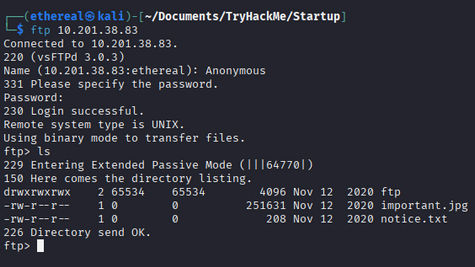 ┌──(ethereal㉿kali)-[~/Documents/TryHackMe/Startup]
└─$ ftp 10.201.38.83
Connected to 10.201.38.83.
220 (vsFTPd 3.0.3)
Name (10.201.38.83:ethereal): Anonymous
331 Please specify the password.
Password:
230 Login successful.
Remote system type is UNIX.
Using binary mode to transfer files.
ftp> ls
229 Entering Extended Passive Mode (|||64770|)
150 Here comes the directory listing.
drwxrwxrwx    2 65534    65534        4096 Nov 12  2020 ftp
-rw-r--r--    1 0        0          251631 Nov 12  2020 important.jpg
-rw-r--r--    1 0        0             208 Nov 12  2020 notice.txt
226 Directory send OK.
ftp>